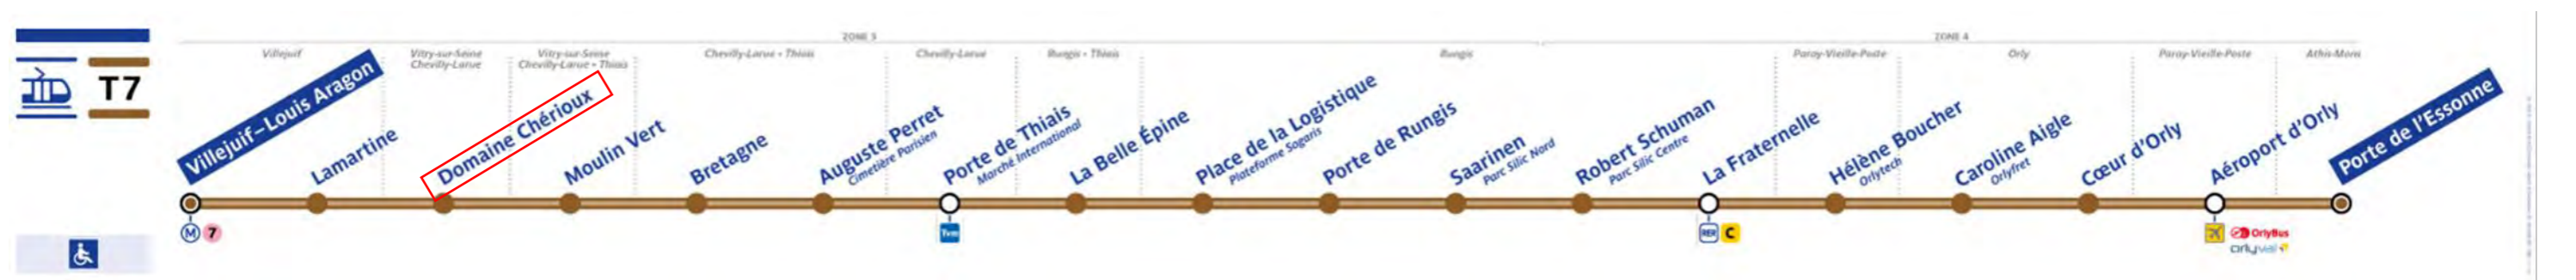 ZONE 3
ZONE 4
Villejuif
Vitry-sur-Seine
Chevilly-Larue
Vitry-sur-Seine
Chevilly-Larue • Thiais
Chevilly-Larue • Thiais
Chevilly-Larue
Rungis • Thiais
Rungis
Paray-Vieille-Poste
Orly
Paray-Vieille-Poste
Athis-Mons
T7
Villejuif–Louis Aragon
Lamartine
Domaine Chérioux
Moulin Vert
Bretagne
Auguste Perret
Cimetière Parisien
Porte de Thiais
Marché International
La Belle Épine
Place de la Logistique
Plateforme Sogaris
Porte de Rungis
Saarinen
Parc Silic Nord
Robert Schuman
Parc Silic Centre
La Fraternelle
Hélène Boucher
Orlytech
Caroline Aigle
Orlyfret
Cœur d'Orly
Aéroport d'Orly
Porte de l'Essonne
M 7
Tvm
RER C
OrlyBus
orlyval